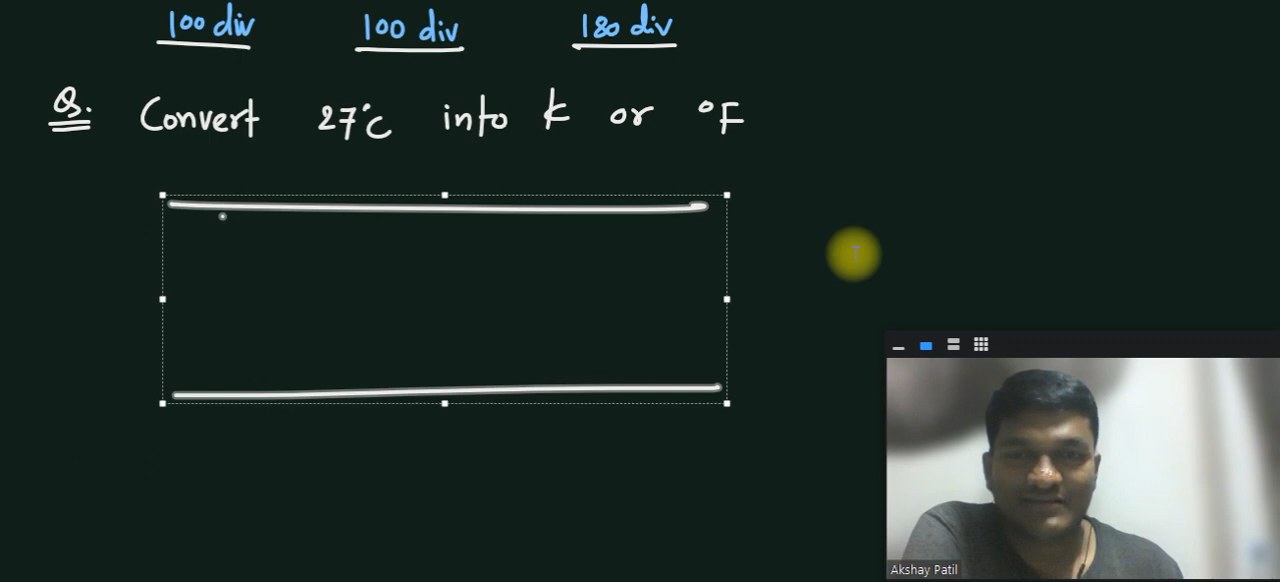 100 div 100 div 180 div
Q. Convert 27°C into k or °F
Akshay Patil